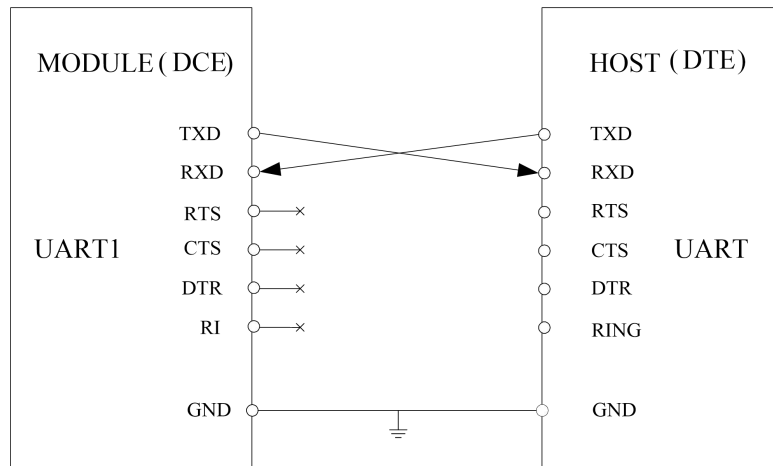 MODULE ( DCE)
HOST ( DTE)
TXD
TXD
RXD
RXD
RTS
RTS
UART1
CTS
CTS
UART
DTR
DTR
RI
RING
GND
GND